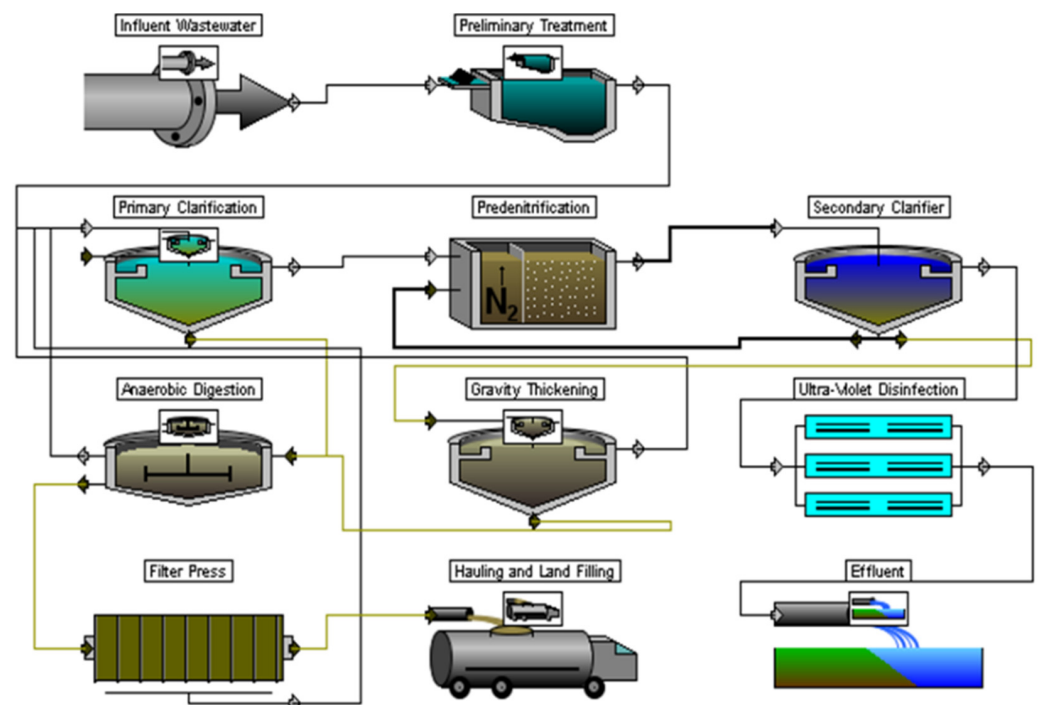 Influent Wastewater
Preliminary Treatment
Primary Clarification
Predenitrification
Secondary Clarifier
N2
Anaerobic Digestion
Gravity Thickening
Ultra-Violet Disinfection
Filter Press
Hauling and Land Filling
Effluent